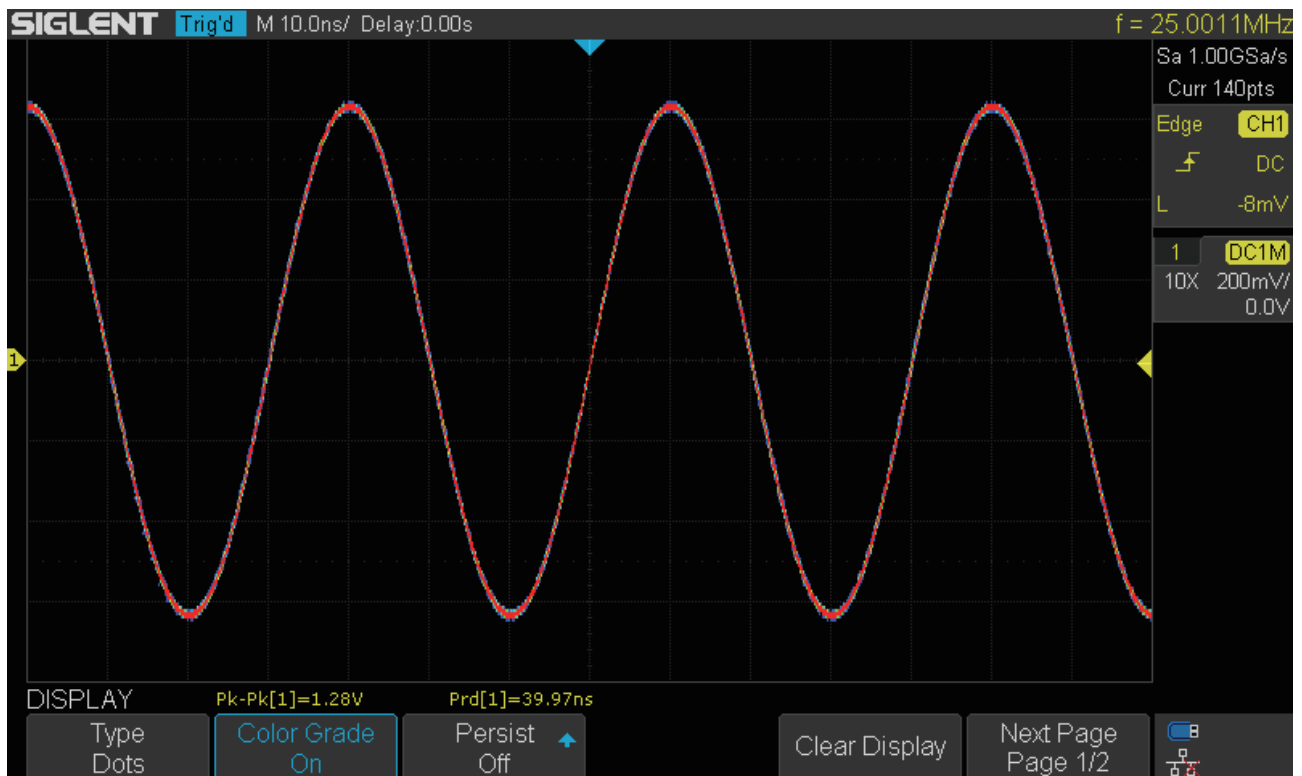 SIGLENT Trig'd M 10.0ns/ Delay:0.00s f = 25.0011MHz
Sa 1.00GSa/s
Curr 140pts
Edge CH1
DC
L -8mV
1 DC1M
10X 200mV/
0.0V
1
DISPLAY Pk-Pk[1]=1.28V Prd[1]=39.97ns
Type Color Grade Persist Clear Display Next Page
Dots On Off Page 1/2